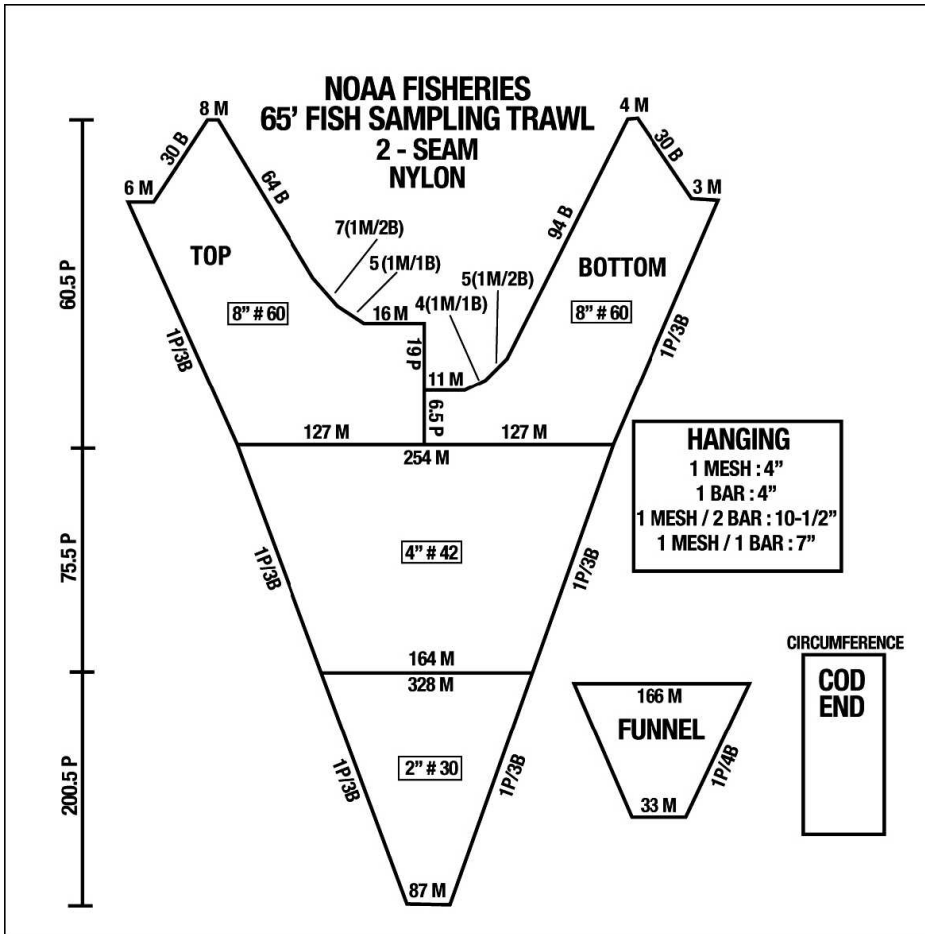 NOAA FISHERIES
65’ FISH SAMPLING TRAWL
2 - SEAM
NYLON
8 M
4 M
30 B
30 B
6 M
3 M
64 B
94 B
7(1M/2B)
5 (1M/1B)
5(1M/2B)
4(1M/1B)
TOP
BOTTOM
8” # 60
8” # 60
16 M
19 P
11 M
6.5 P
60.5 P
1P/3B
1P/3B
127 M
127 M
254 M
HANGING
1 MESH : 4”
1 BAR : 4”
1 MESH / 2 BAR : 10-1/2”
1 MESH / 1 BAR : 7”
75.5 P
1P/3B
4” # 42
1P/3B
164 M
328 M
CIRCUMFERENCE
COD
END
166 M
FUNNEL
1P/4B
33 M
200.5 P
1P/3B
2” # 30
1P/3B
87 M